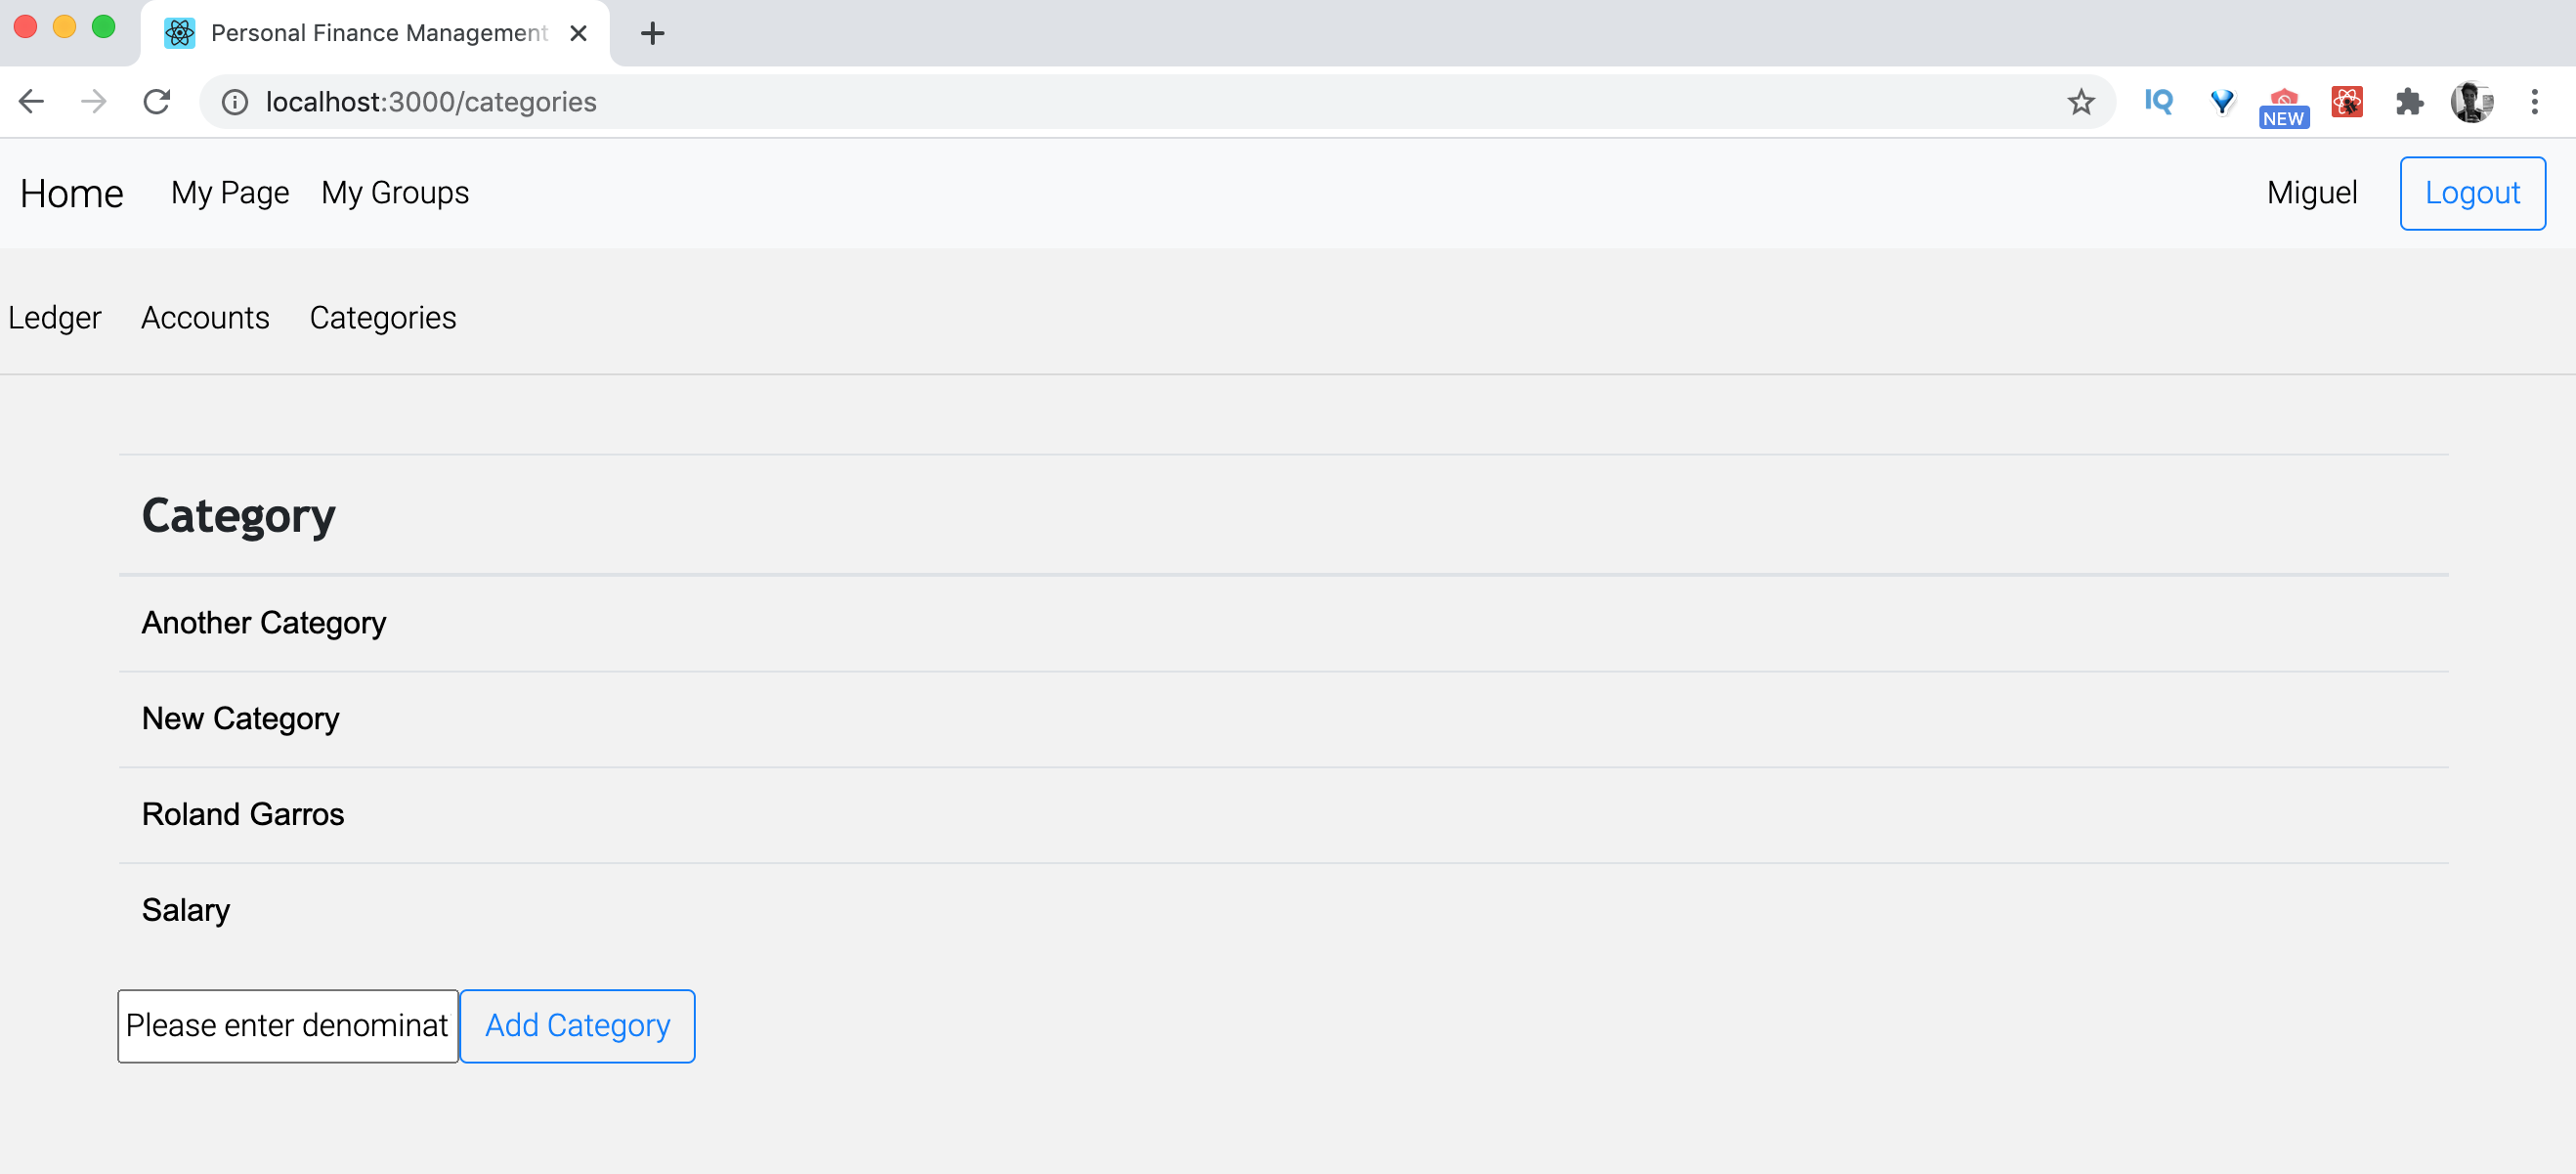 Personal Finance Management
localhost:3000/categories
IQ
NEW
Home My Page My Groups Miguel Logout
Ledger Accounts Categories
Category
Another Category
New Category
Roland Garros
Salary
Please enter denominat Add Category